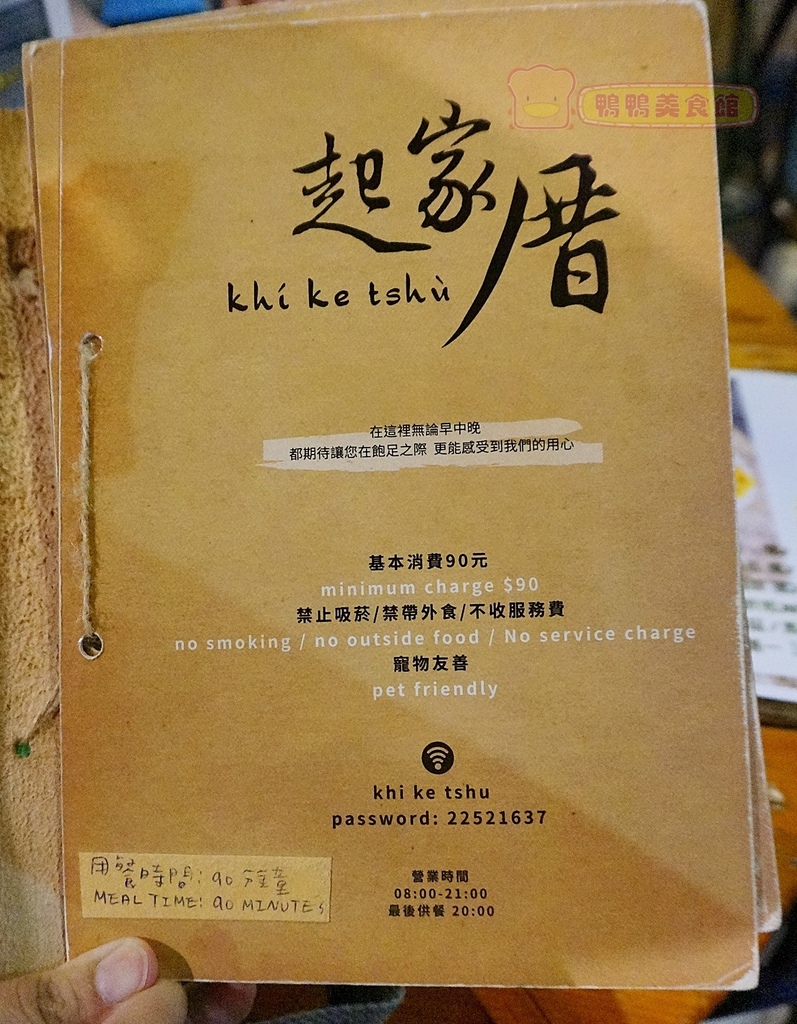 鴨鴨美食館
起家厝
khí ke tshù
在這裡無論早中晚
都期待讓您在飽足之際 更能感受到我們的用心
基本消費90元
minimum charge $90
禁止吸菸/禁帶外食/不收服務費
no smoking / no outside food / No service charge
寵物友善
pet friendly
khi ke tshu
password: 22521637
營業時間
08:00-21:00
最後供餐 20:00
用餐時間: 90 分鐘
MEAL TIME: 90 MINUTES